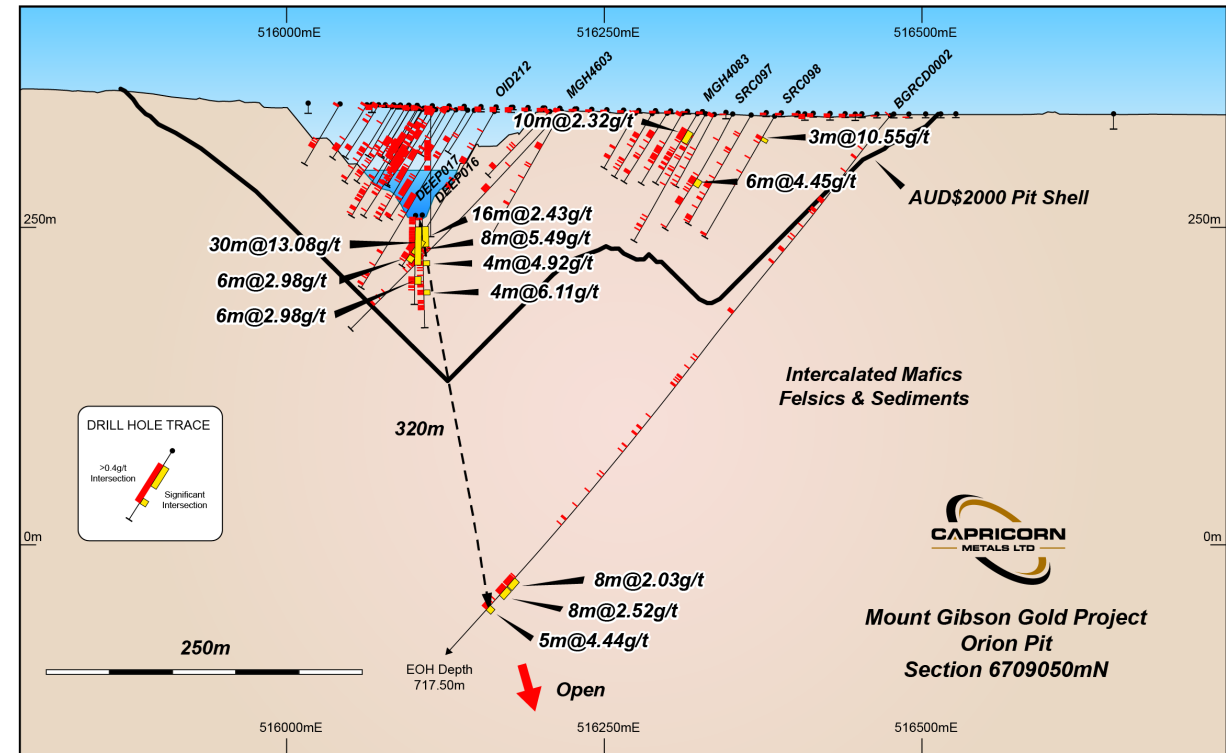 516000mE
516250mE
516500mE
OID212
MGH4603
MGH4083
SRC097
SRC098
BGRCD0002
10m@2.32g/t
3m@10.55g/t
DEEP017
DEEP016
6m@4.45g/t
AUD$2000 Pit Shell
250m
250m
16m@2.43g/t
30m@13.08g/t
8m@5.49g/t
4m@4.92g/t
6m@2.98g/t
4m@6.11g/t
6m@2.98g/t
Intercalated Mafics
Felsics & Sediments
320m
DRILL HOLE TRACE
>0.4g/t
Intersection
Significant
Intersection
0m
0m
CAPRICORN
METALS LTD
8m@2.03g/t
8m@2.52g/t
5m@4.44g/t
Mount Gibson Gold Project
Orion Pit
Section 6709050mN
250m
EOH Depth
717.50m
Open
516000mE
516250mE
516500mE